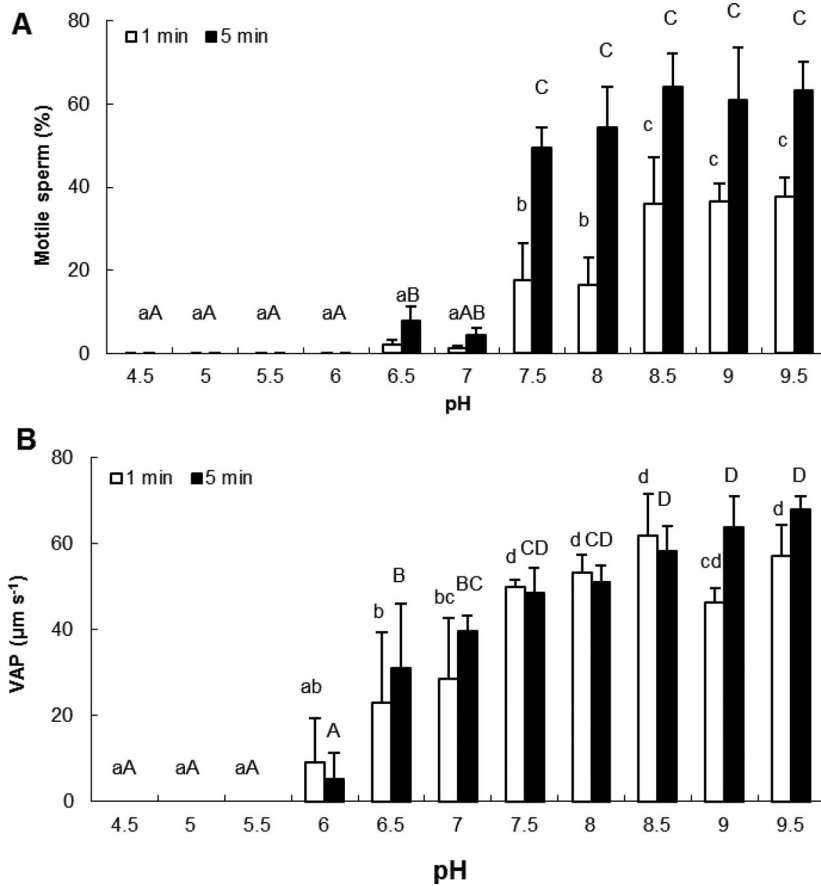 A
80
1 min 5 min
C C C C C
60
Motile sperm (%)
c c c
40
b b
20
aA aA aA aA aB aAB
0
4.5 5 5.5 6 6.5 7 7.5 8 8.5 9 9.5
pH
B
80
1 min 5 min
d D D D
60
VAP (µm s-1)
d CD d CD cd d
40
b B bc BC
20
ab A
aA aA aA
0
4.5 5 5.5 6 6.5 7 7.5 8 8.5 9 9.5
pH